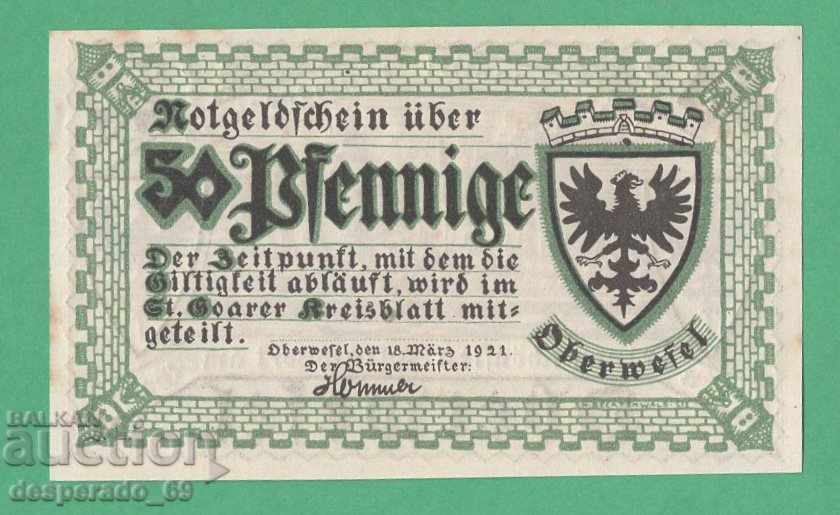 Notgeldschein über
50 Pfennige
Der Zeitpunkt, mit dem die
Giltigkeit abläuft, wird im
St. Goarer Kreisblatt mit=
geteilt.
Oberwesel, den 18. März 1921.
Der Bürgermeister:
Oberwesel
BALKAN
auction
desperado_69